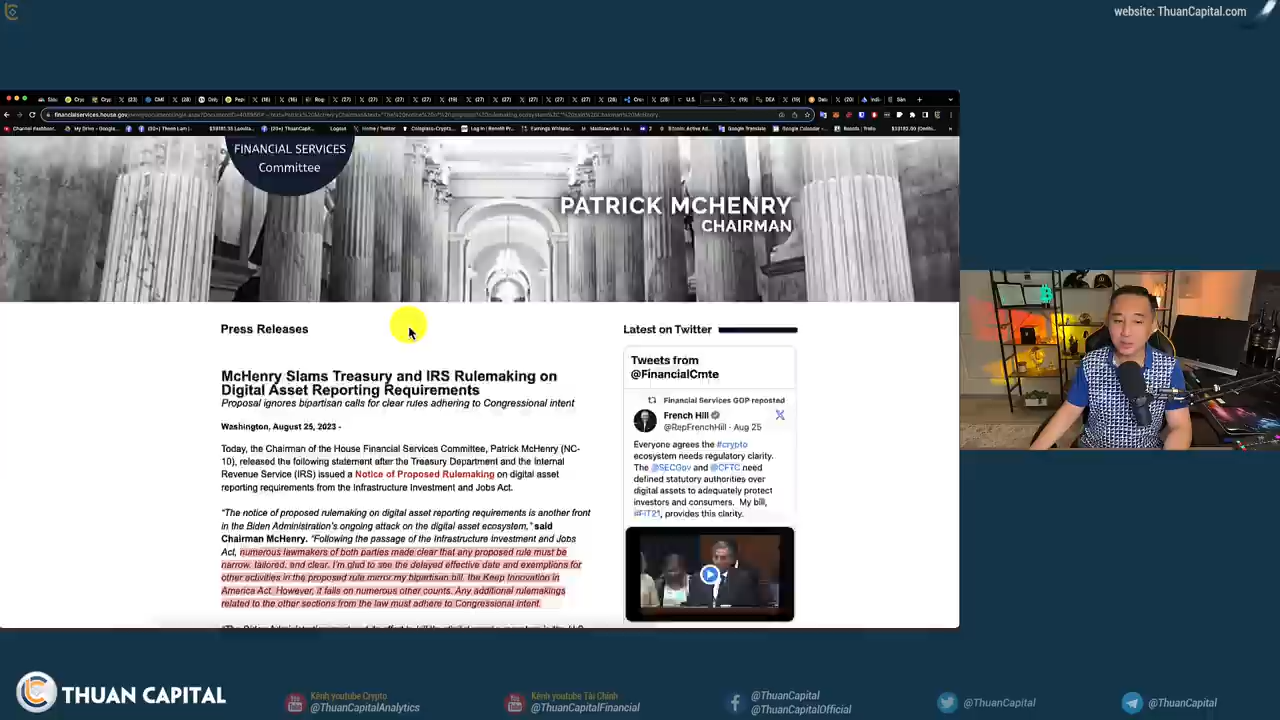 website: ThuanCapital.com
FINANCIAL SERVICES
Committee
PATRICK MCHENRY
CHAIRMAN
Press Releases
McHenry Slams Treasury and IRS Rulemaking on
Digital Asset Reporting Requirements
Proposal ignores bipartisan calls for clear rules adhering to Congressional intent
Washington, August 25, 2023 -
Today, the Chairman of the House Financial Services Committee, Patrick McHenry (NC-
10), released the following statement after the Treasury Department and the Internal
Revenue Service (IRS) issued a Notice of Proposed Rulemaking on digital asset
reporting requirements from the Infrastructure Investment and Jobs Act.
"The notice of proposed rulemaking on digital asset reporting requirements is another front
in the Biden Administration's ongoing attack on the digital asset ecosystem," said
Chairman McHenry. "Following the passage of the Infrastructure Investment and Jobs
Act, numerous lawmakers of both parties made clear that any proposed rule must be
narrow, tailored, and clear. I'm glad to see the delayed effective date and exemptions for
other activities in the proposed rule mirror my bipartisan bill, the Keep Innovation in
America Act. However, it fails on numerous other counts. Any additional rulemakings
related to the other sections from the law must adhere to Congressional intent.
Latest on Twitter
Tweets from
@FinancialCmte
Financial Services GOP reposted
French Hill
@RepFrenchHill · Aug 25
Everyone agrees the #crypto
ecosystem needs regulatory clarity.
The @SECGov and @CFTC need
defined statutory authorities over
digital assets to adequately protect
investors and consumers. My bill,
#FIT21, provides this clarity.
THUAN CAPITAL
Kênh youtube Crypto
@ThuanCapitalAnalytics
Kênh youtube Tài Chính
@ThuanCapitalFinancial
@ThuanCapital
@ThuanCapitalOfficial
@ThuanCapital
@ThuanCapital